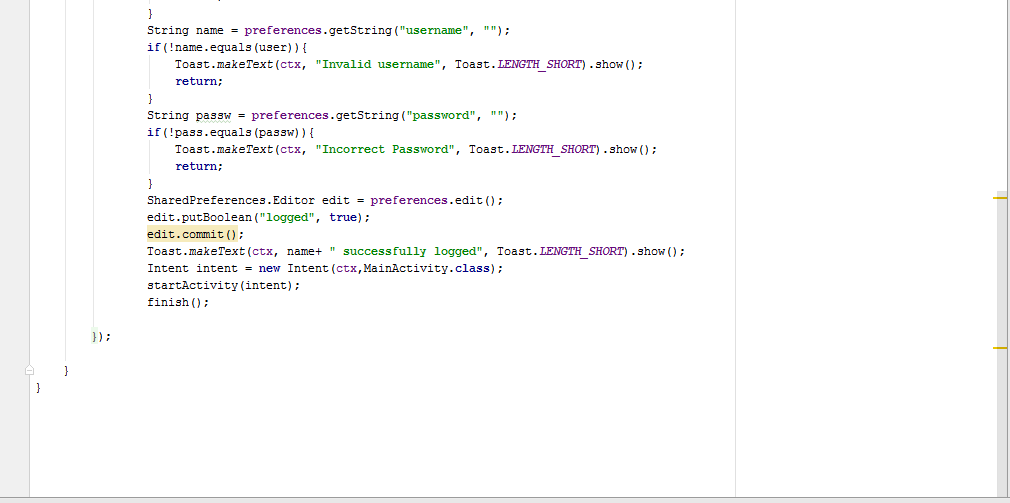 }
String name = preferences.getString("username", "");
if(!name.equals(user)){
Toast.makeText(ctx, "Invalid username", Toast.LENGTH_SHORT).show();
return;
}
String passw = preferences.getString("password", "");
if(!pass.equals(passw)){
Toast.makeText(ctx, "Incorrect Password", Toast.LENGTH_SHORT).show();
return;
}
SharedPreferences.Editor edit = preferences.edit();
edit.putBoolean("logged", true);
edit.commit();
Toast.makeText(ctx, name+ " successfully logged", Toast.LENGTH_SHORT).show();
Intent intent = new Intent(ctx,MainActivity.class);
startActivity(intent);
finish();
});
}
}